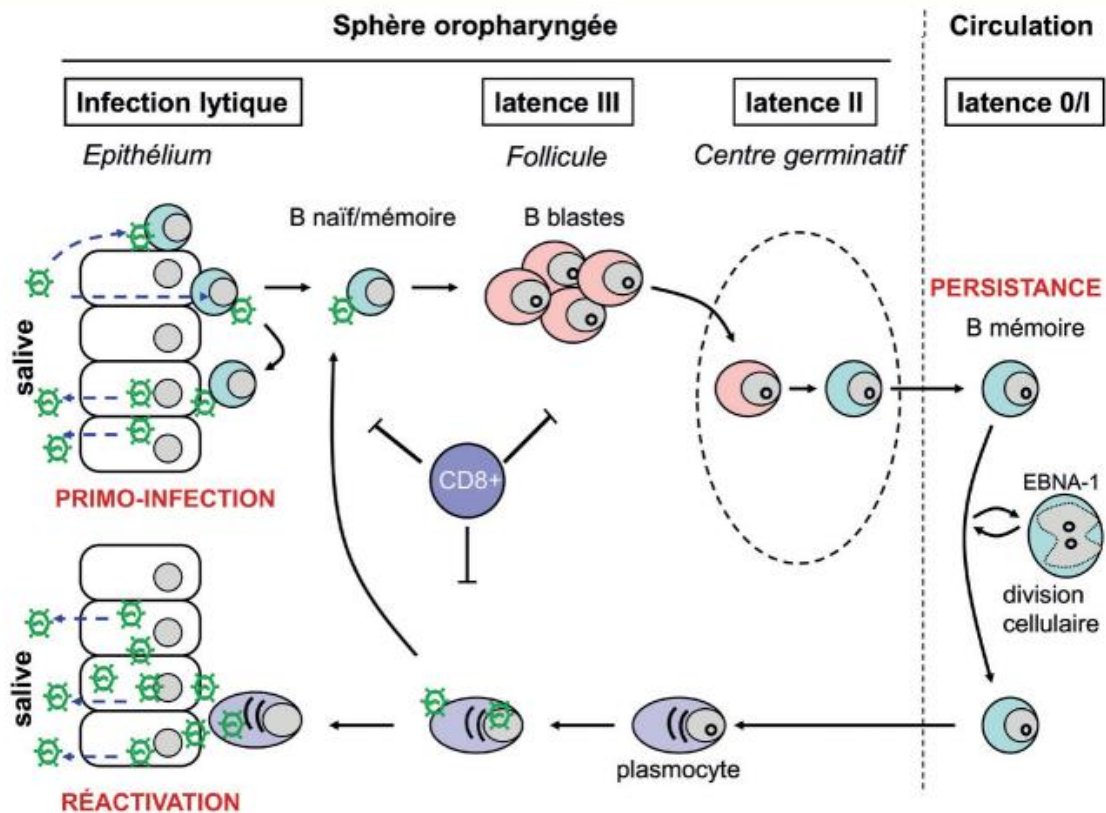 Sphère oropharyngée
Circulation
Infection lytique
latence III
latence II
latence 0/I
Epithélium
Follicule
Centre germinatif
B naïf/mémoire
B blastes
salive
PERSISTANCE
B mémoire
CD8+
PRIMO-INFECTION
EBNA-1
division
cellulaire
salive
plasmocyte
RÉACTIVATION